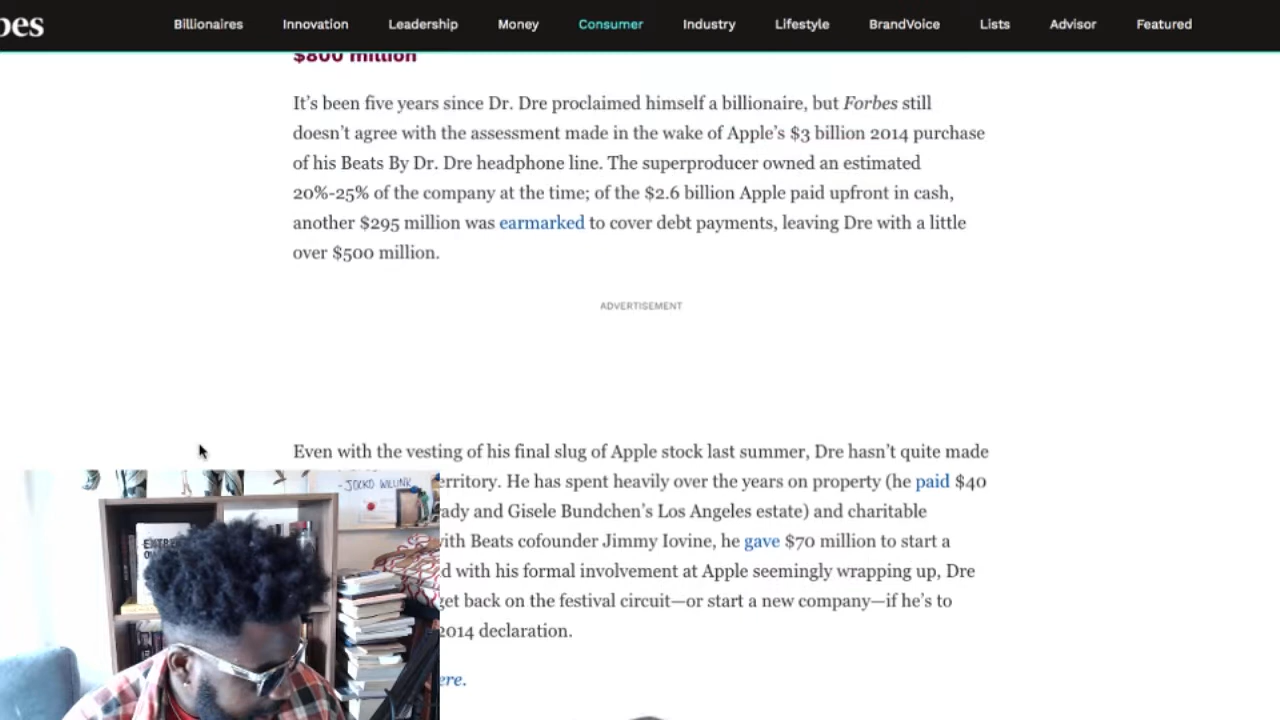 bes
Billionaires Innovation Leadership Money Consumer Industry Lifestyle BrandVoice Lists Advisor Featured
$800 million
It’s been five years since Dr. Dre proclaimed himself a billionaire, but Forbes still
doesn’t agree with the assessment made in the wake of Apple’s $3 billion 2014 purchase
of his Beats By Dr. Dre headphone line. The superproducer owned an estimated
20%-25% of the company at the time; of the $2.6 billion Apple paid upfront in cash,
another $295 million was earmarked to cover debt payments, leaving Dre with a little
over $500 million.
ADVERTISEMENT
Even with the vesting of his final slug of Apple stock last summer, Dre hasn’t quite made
erritory. He has spent heavily over the years on property (he paid $40
ady and Gisele Bundchen’s Los Angeles estate) and charitable
ith Beats cofounder Jimmy Iovine, he gave $70 million to start a
d with his formal involvement at Apple seemingly wrapping up, Dre
get back on the festival circuit—or start a new company—if he’s to
2014 declaration.
ere.
- JOCKO WILLINK